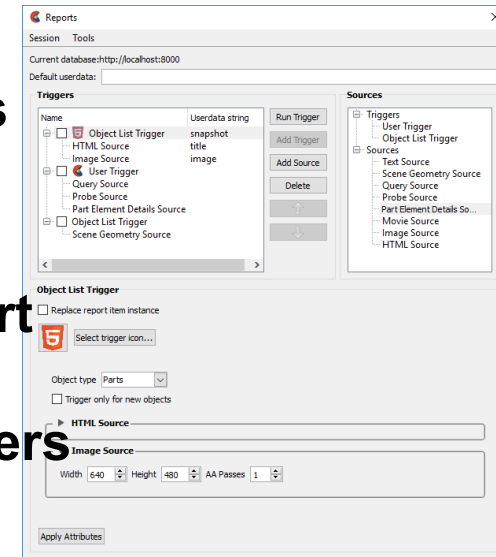 Reports
Session Tools
Current database:http://localhost:8000
Default userdata:
Triggers
Name Userdata string
Object List Trigger snapshot
HTML Source title
Image Source image
User Trigger
Query Source
Probe Source
Part Element Details Source
Object List Trigger
Scene Geometry Source
Run Trigger
Add Trigger
Add Source
Delete
Sources
Triggers
User Trigger
Object List Trigger
Sources
Text Source
Scene Geometry Source
Query Source
Probe Source
Part Element Details So...
Movie Source
Image Source
HTML Source
s
rt
ers
Object List Trigger
Replace report item instance
5
Select trigger icon...
Object type Parts
Trigger only for new objects
HTML Source
Image Source
Width 640 Height 480 AA Passes 1
Apply Attributes